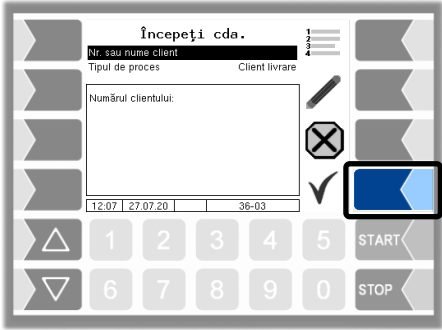 Începeți cda.
Nr. sau nume client
Tipul de proces Client livrare
Numărul clientului:
12:07 27.07.20 36-03
1
2
3
4
1 2 3 4 5 START
6 7 8 9 0 STOP